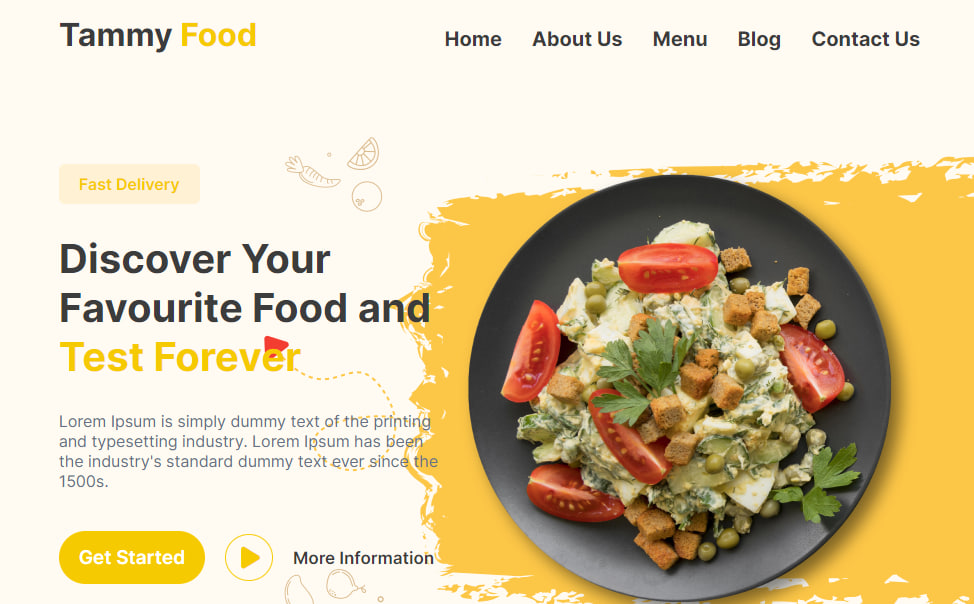 Tammy Food
Home About Us Menu Blog Contact Us
Fast Delivery
Discover Your
Favourite Food and
Test Forever
Lorem Ipsum is simply dummy text of the printing
and typesetting industry. Lorem Ipsum has been
the industry's standard dummy text ever since the
1500s.
Get Started
More Information